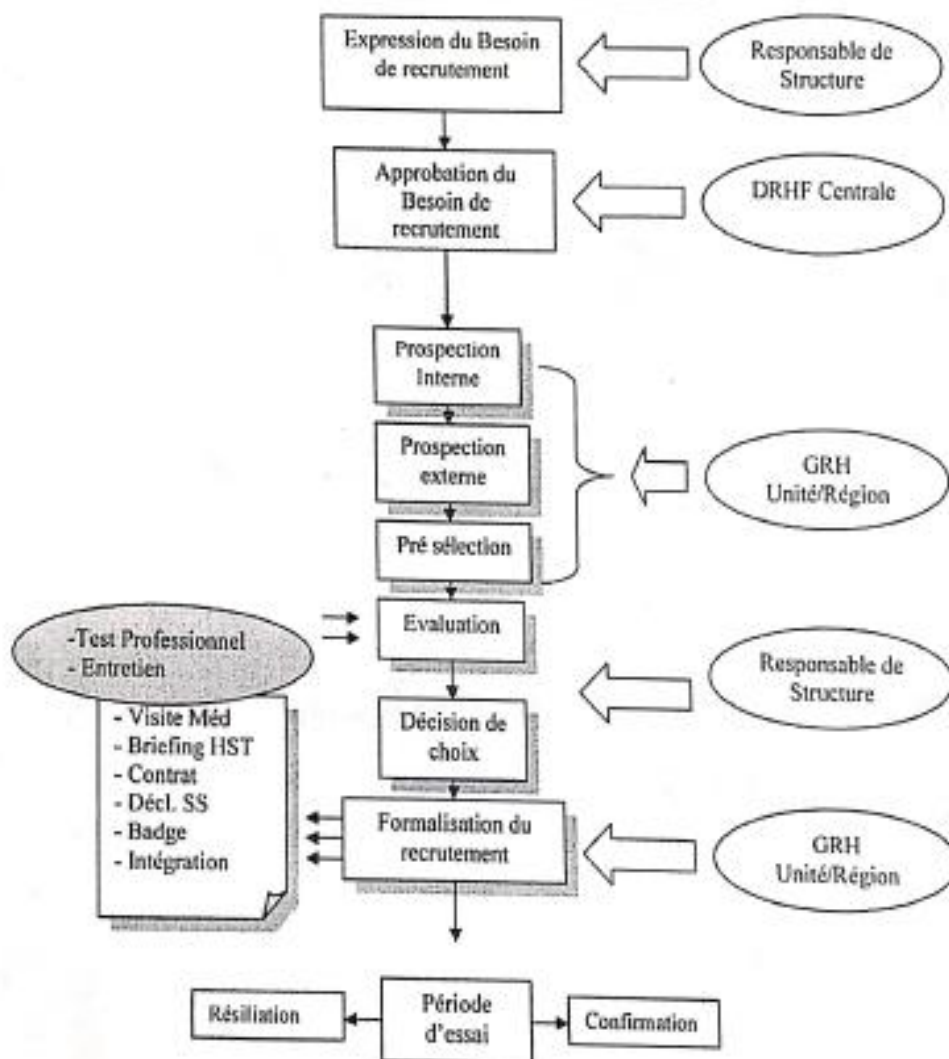 Expression du Besoin
de recrutement
Responsable de
Structure
Approbation du
Besoin de
recrutement
DRHF Centrale
Prospection
Interne
Prospection
externe
Pré sélection
GRH
Unité/Région
-Test Professionnel
- Entretien
Evaluation
- Visite Méd
- Briefing HST
- Contrat
- Décl. SS
- Badge
- Intégration
Décision de
choix
Responsable de
Structure
Formalisation du
recrutement
GRH
Unité/Région
Résiliation
Période
d'essai
Confirmation